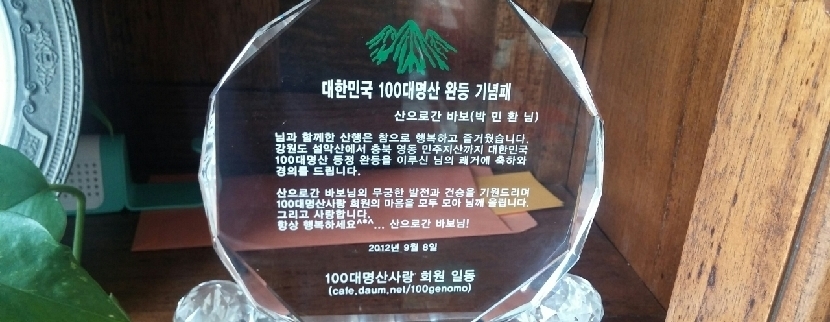 대한민국 100대명산 완등 기념패
산으로간 바보(박 민 환 님)
님과 함께한 산행은 참으로 행복하고 즐거웠습니다.
강원도 설악산에서 충북 영동 민주지산까지 대한민국
100대명산 등정 완등을 이루신 님의 쾌거에 축하와
경의를 드립니다.
산으로간 바보님의 무궁한 발전과 건승을 기원드리며
100대명산사랑 회원의 마음을 모두 모아 님께 올립니다.
그리고 사랑합니다.
항상 행복하세요^*^... 산으로간 바보님!
2012년 9월 8일
100대명산사랑 회원 일동
(cafe.daum.net/100genomo)